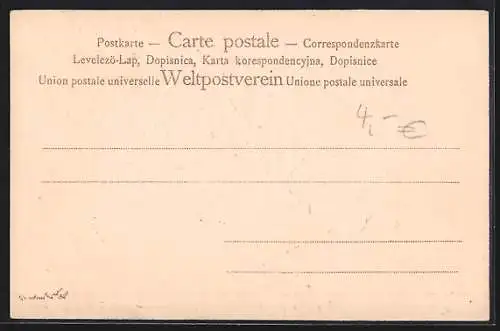 Postkarte — Carte postale — Correspondenzkarte
Levelezö-Lap, Dopisnica, Karta korespondencyjna, Dopisnice
Union postale universelle Weltpostverein Unione postale universale
4,- €